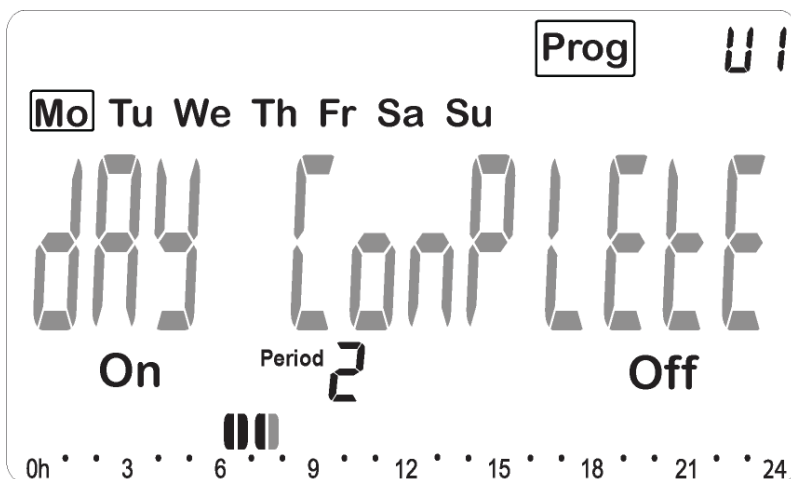 Prog U1
Mo Tu We Th Fr Sa Su
dAy ConPLEtE
On Period 2 Off
0h 3 6 9 12 15 18 21 24